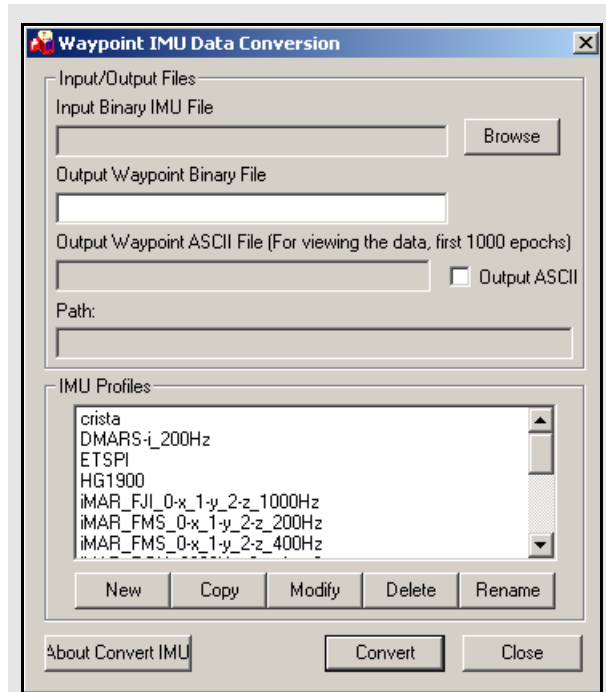 Waypoint IMU Data Conversion
Input/Output Files
Input Binary IMU File
Browse
Output Waypoint Binary File
Output Waypoint ASCII File (For viewing the data, first 1000 epochs)
Output ASCII
Path:
IMU Profiles
crista
DMARS-i_200Hz
ETSPI
HG1900
iMAR_FJI_0-x_1-y_2-z_1000Hz
iMAR_FMS_0-x_1-y_2-z_200Hz
iMAR_FMS_0-x_1-y_2-z_400Hz
New Copy Modify Delete Rename
About Convert IMU Convert Close